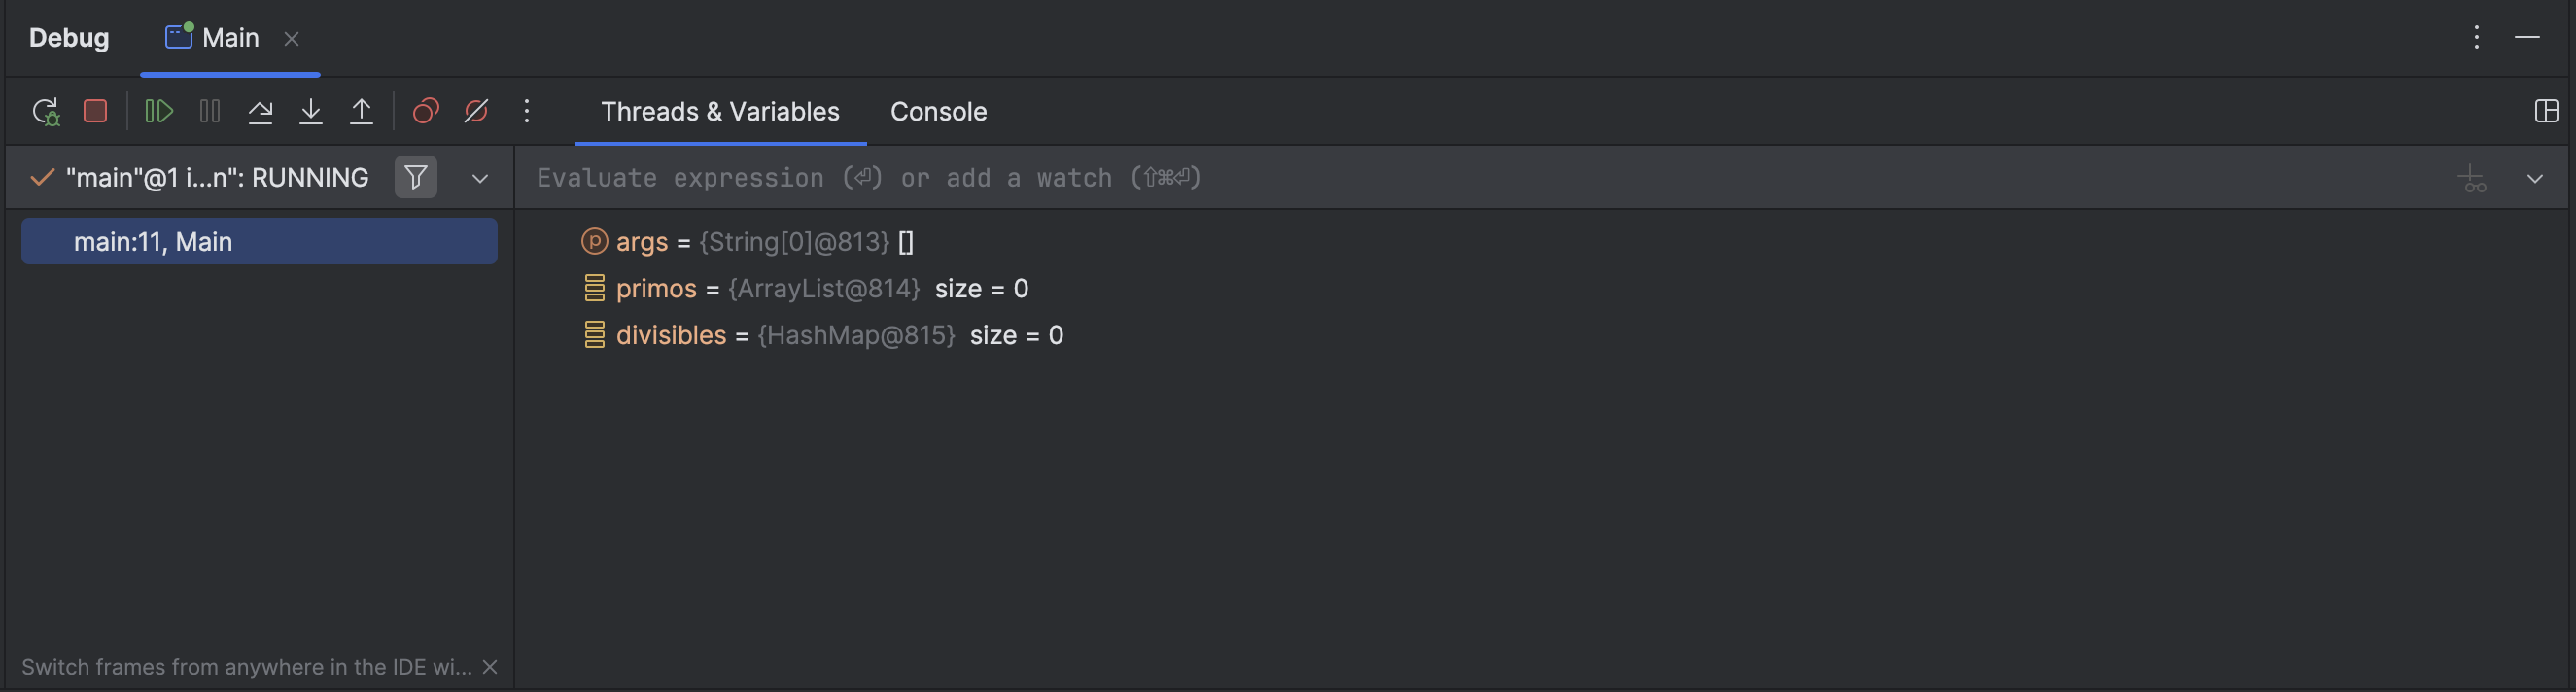 Debug Main
Threads & Variables Console
"main"@1 i...n": RUNNING
Evaluate expression (⏎) or add a watch (⇧⌘⏎)
main:11, Main
args = {String[0]@813} []
primos = {ArrayList@814} size = 0
divisibles = {HashMap@815} size = 0
Switch frames from anywhere in the IDE wi...